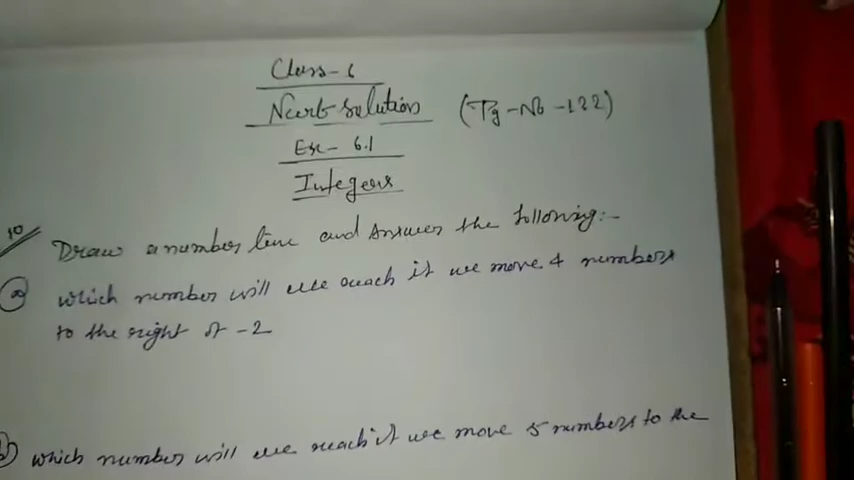 Class-6
Ncert solution (Pg-No-122)
Ex- 6.1
Integers
10 Draw a number line and answer the following:-
(a) which number will we reach if we move 4 numbers
to the right of -2
(b) which number will we reach if we move 5 numbers to the